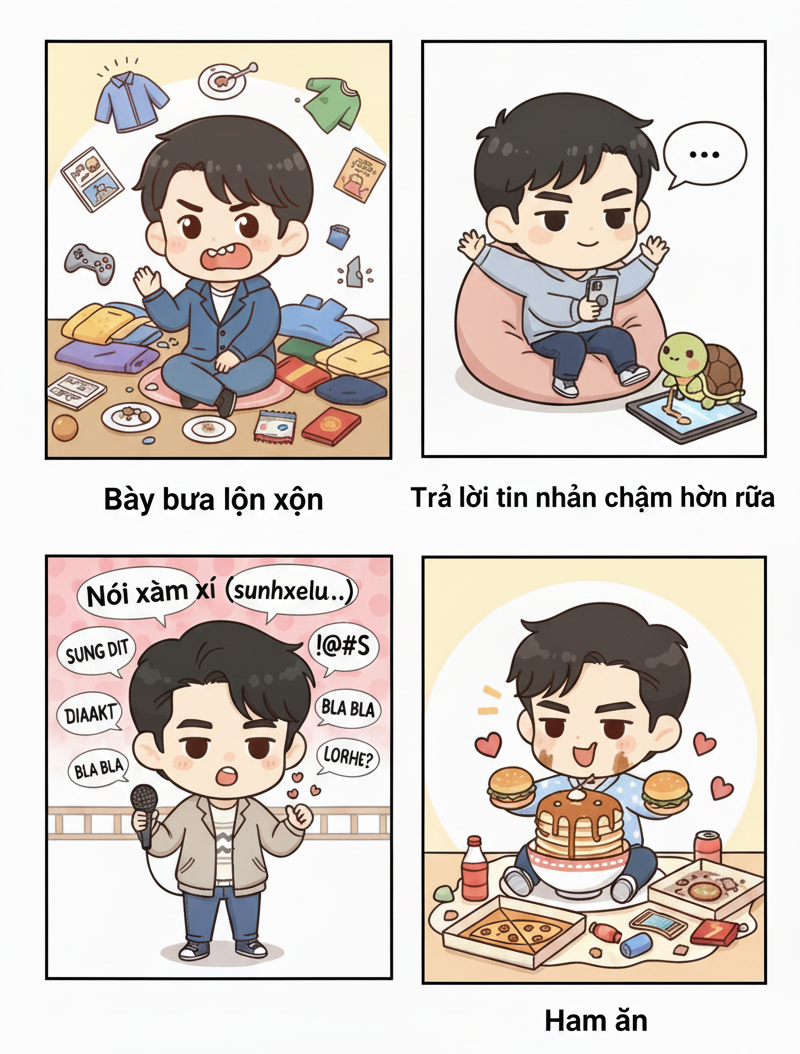 ...
Bày bưa lộn xộn
Trả lời tin nhản chậm hờn rữa
Nói xàm xí (sunhxelu..)
SUNG DIT
!@#S
DIAAKT
BLA BLA
BLA BLA
LORHE?
Ham ăn